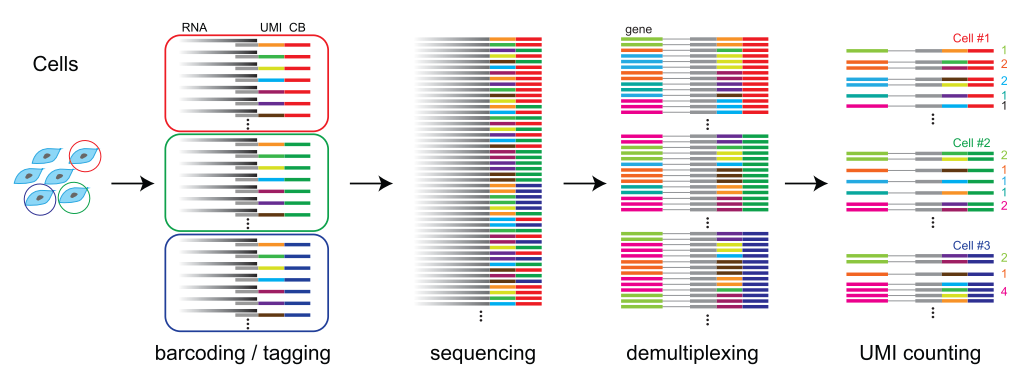 RNA UMI CB
gene
Cells
Cell #1
1
2
2
1
1
Cell #2
2
1
1
1
2
Cell #3
2
1
4
barcoding / tagging
sequencing
demultiplexing
UMI counting